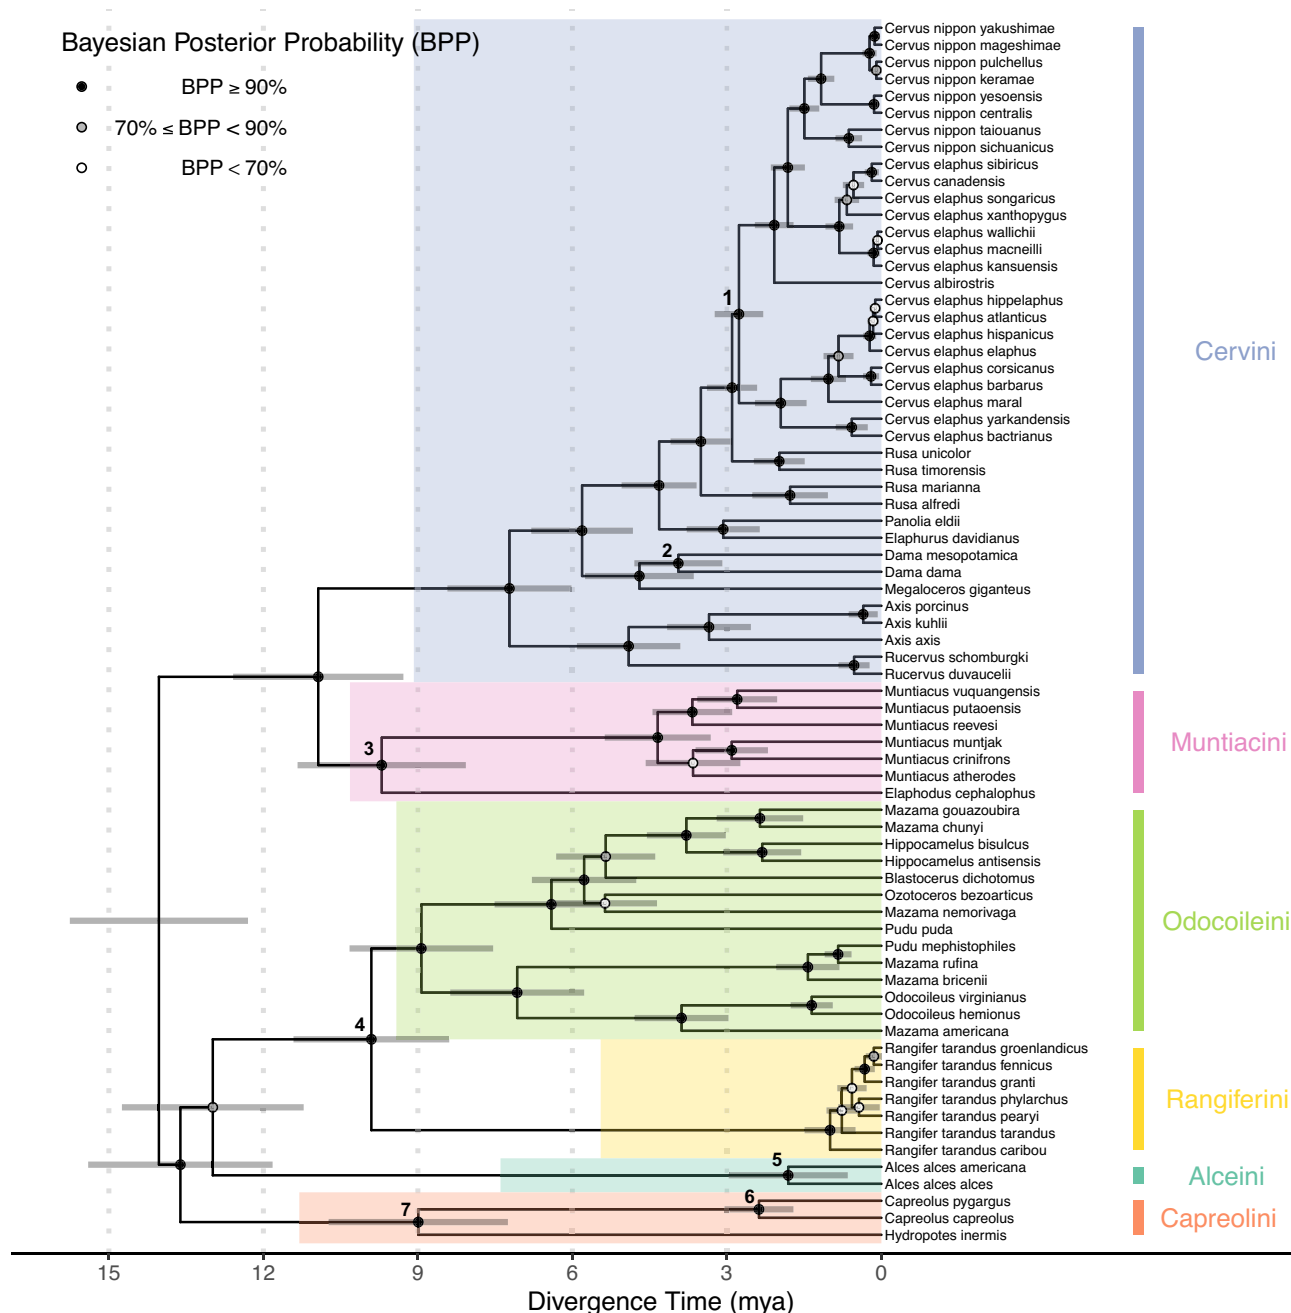 Bayesian Posterior Probability (BPP)
BPP ≥ 90%
70% ≤ BPP < 90%
BPP < 70%
Cervus nippon yakushimae
Cervus nippon mageshimae
Cervus nippon pulchellus
Cervus nippon keramae
Cervus nippon yesoensis
Cervus nippon centralis
Cervus nippon taiouanus
Cervus nippon sichuanicus
Cervus elaphus sibiricus
Cervus canadensis
Cervus elaphus songaricus
Cervus elaphus xanthopygus
Cervus elaphus wallichii
Cervus elaphus macneilli
Cervus elaphus kansuensis
Cervus albirostris
1
Cervus elaphus hippelaphus
Cervus elaphus atlanticus
Cervus elaphus hispanicus
Cervus elaphus elaphus
Cervini
Cervus elaphus corsicanus
Cervus elaphus barbarus
Cervus elaphus maral
Cervus elaphus yarkandensis
Cervus elaphus bactrianus
Rusa unicolor
Rusa timorensis
Rusa marianna
Rusa alfredi
Panolia eldii
Elaphurus davidianus
2
Dama mesopotamica
Dama dama
Megaloceros giganteus
Axis porcinus
Axis kuhlii
Axis axis
Rucervus schomburgki
Rucervus duvaucelii
Muntiacus vuquangensis
Muntiacus putaoensis
Muntiacus reevesi
Muntiacus muntjak
Muntiacini
3
Muntiacus crinifrons
Muntiacus atherodes
Elaphodus cephalophus
Mazama gouazoubira
Mazama chunyi
Hippocamelus bisulcus
Hippocamelus antisensis
Blastocerus dichotomus
Ozotoceros bezoarticus
Mazama nemorivaga
Odocoileini
Pudu puda
Pudu mephistophiles
Mazama rufina
Mazama bricenii
Odocoileus virginianus
Odocoileus hemionus
4
Mazama americana
Rangifer tarandus groenlandicus
Rangifer tarandus fennicus
Rangifer tarandus granti
Rangifer tarandus phylarchus
Rangiferini
Rangifer tarandus pearyi
Rangifer tarandus tarandus
Rangifer tarandus caribou
5
Alces alces americana
Alceini
Alces alces alces
6
Capreolus pygargus
7
Capreolus capreolus
Capreolini
Hydropotes inermis
15 12 9 6 3 0
Divergence Time (mya)